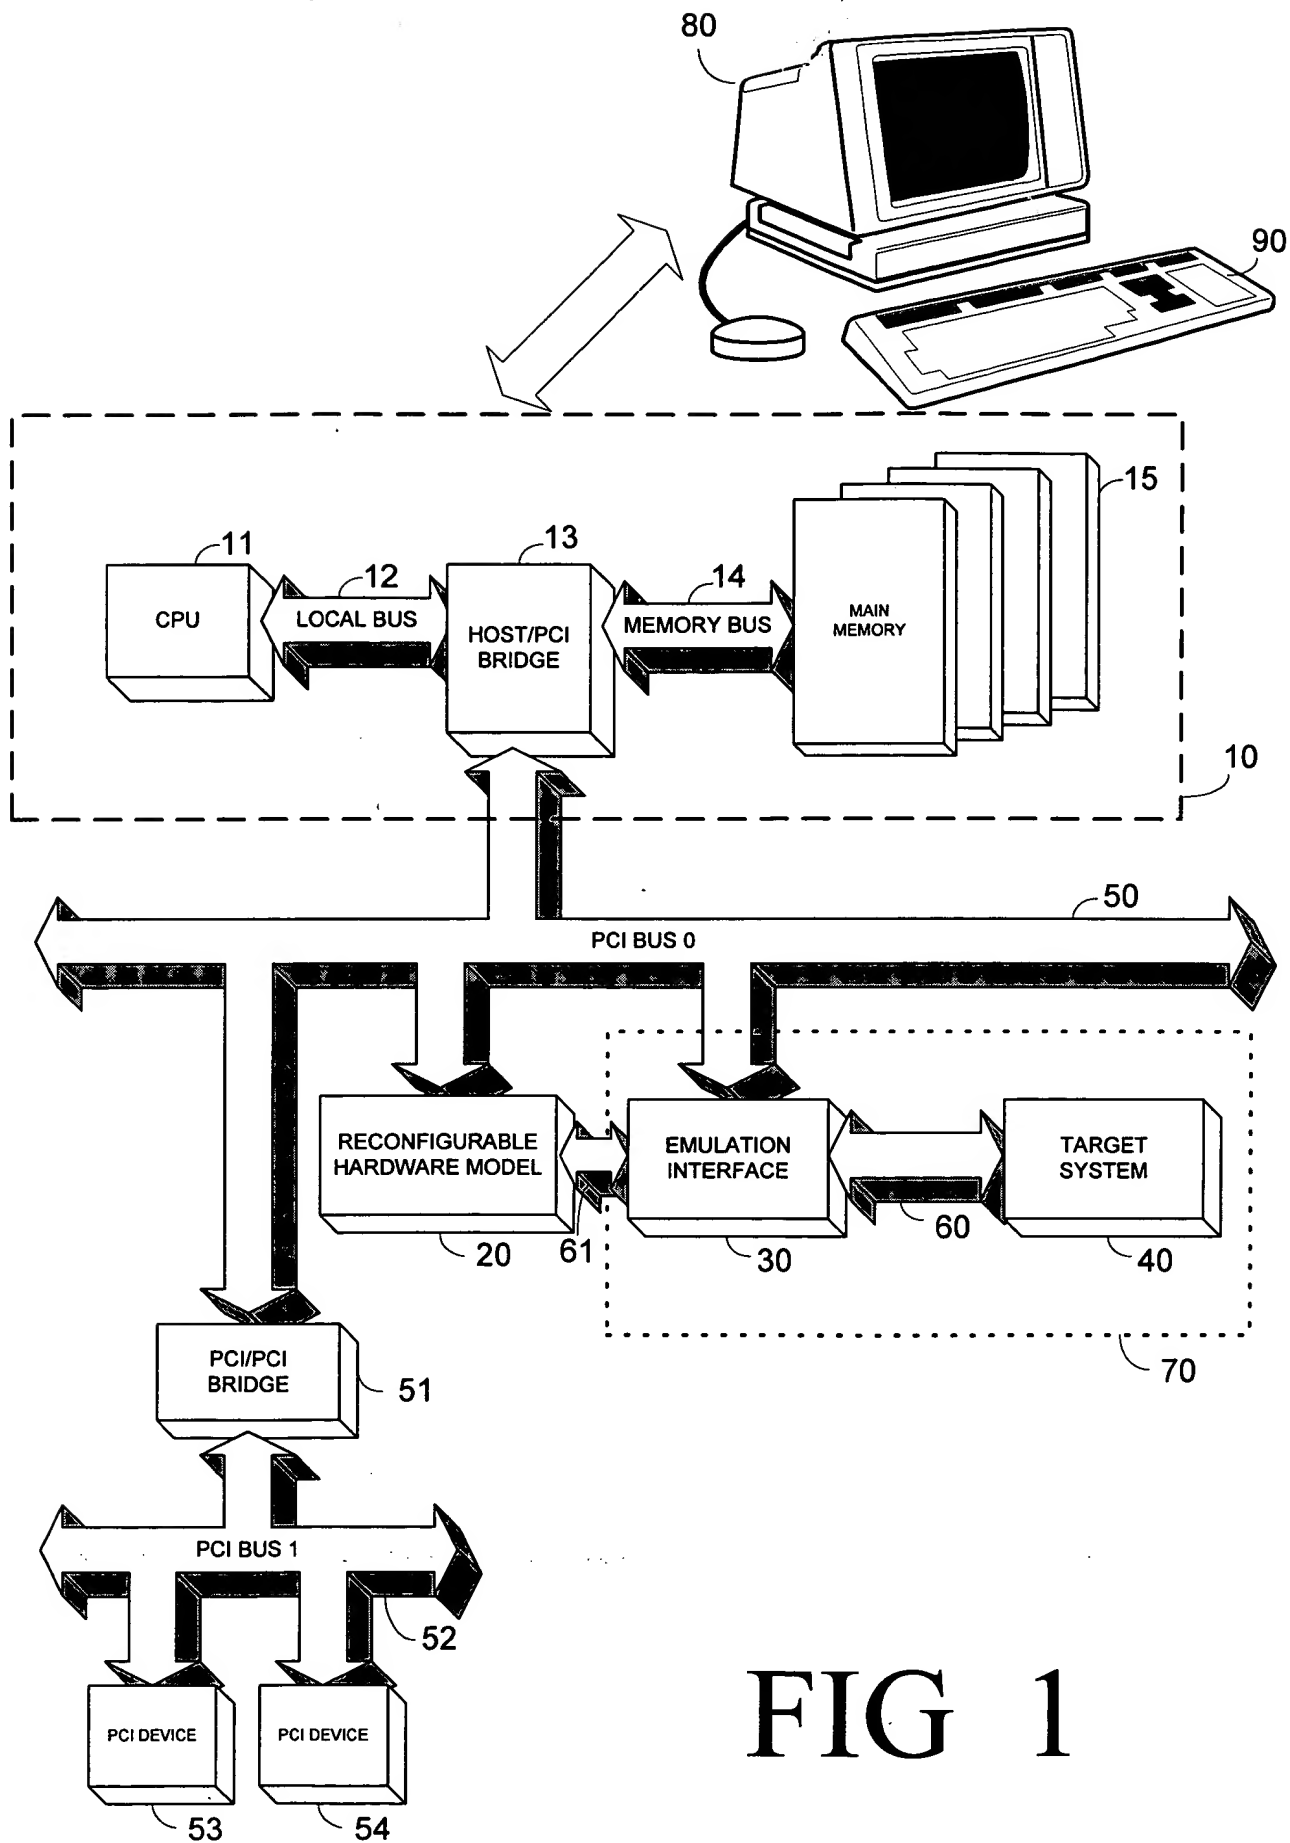 80
90
15
11
13
12
14
CPU
LOCAL BUS
HOST/PCI
BRIDGE
MEMORY BUS
MAIN
MEMORY
10
50
PCI BUS 0
RECONFIGURABLE
HARDWARE MODEL
EMULATION
INTERFACE
TARGET
SYSTEM
20
61
30
60
40
PCI/PCI
BRIDGE
51
70
PCI BUS 1
52
PCI DEVICE
PCI DEVICE
53
54
FIG 1